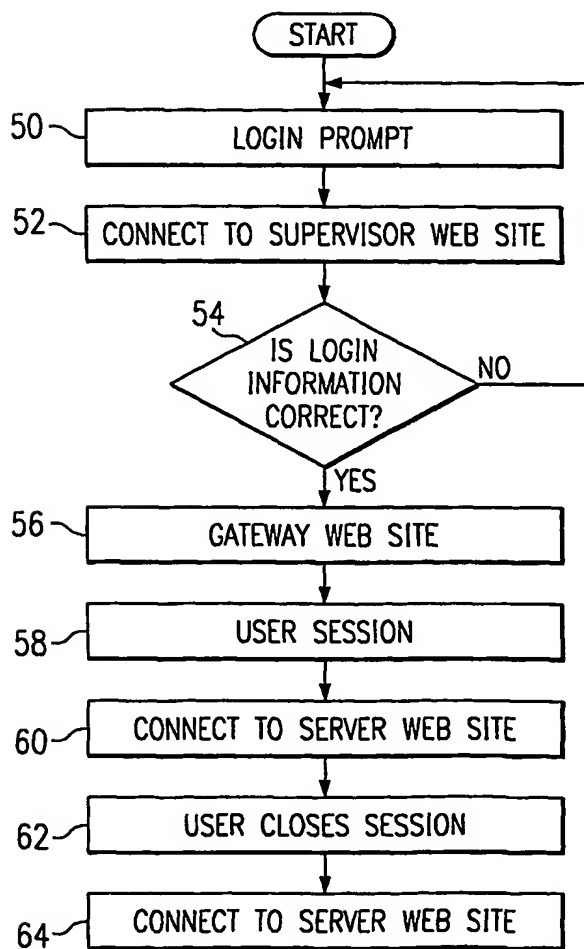 START
50
LOGIN PROMPT
52
CONNECT TO SUPERVISOR WEB SITE
54
IS LOGIN
INFORMATION
CORRECT?
NO
YES
56
GATEWAY WEB SITE
58
USER SESSION
60
CONNECT TO SERVER WEB SITE
62
USER CLOSES SESSION
64
CONNECT TO SERVER WEB SITE